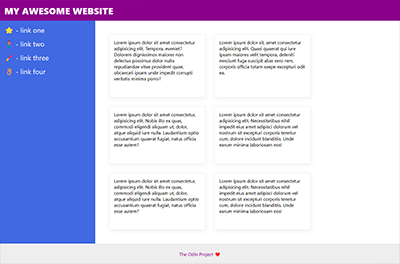 MY AWESOME WEBSITE
⭐ - link one
- link two
- link three
- link four
Lorem ipsum dolor sit amet consectetur
adipisicing elit. Tempora, eveniet?
Dolorem dignissimos maiores non
delectus possimus dolor nulla
repudiandae vitae provident quae,
obcaecati ipsam unde impedit corrupti
veritatis minima porro?
Lorem ipsum dolor sit amet consectetur
adipisicing elit. Quasi quaerat qui iure
ipsam maiores velit tempora, deleniti
nesciunt fuga suscipit alias vero rem,
corporis officia totam saepe excepturi odit
ea.
Lorem ipsum dolor sit amet consectetur,
adipisicing elit. Nobis illo ex quas,
commodi eligendi aliquam ut, dolor,
atque aliquid iure nulla. Laudantium optio
accusantium quaerat fugiat, natus culpa
esse autem?
Lorem ipsum dolor sit amet consectetur
adipisicing elit. Necessitatibus nihil
impedit eius amet adipisci dolorum vel
nostrum sit excepturi corporis dolore
cum, dolore incidunt blanditiis. Unde
eum minima laboriosam eos!
Lorem ipsum dolor sit amet consectetur,
adipisicing elit. Nobis illo ex quas,
commodi eligendi aliquam ut, dolor,
atque aliquid iure nulla. Laudantium optio
accusantium quaerat fugiat, natus culpa
esse autem?
Lorem ipsum dolor sit amet consectetur
adipisicing elit. Necessitatibus nihil
impedit eius amet adipisci dolorum vel
nostrum sit excepturi corporis dolore
cum, dolore incidunt blanditiis. Unde
eum minima laboriosam eos!
The Odin Project ❤️